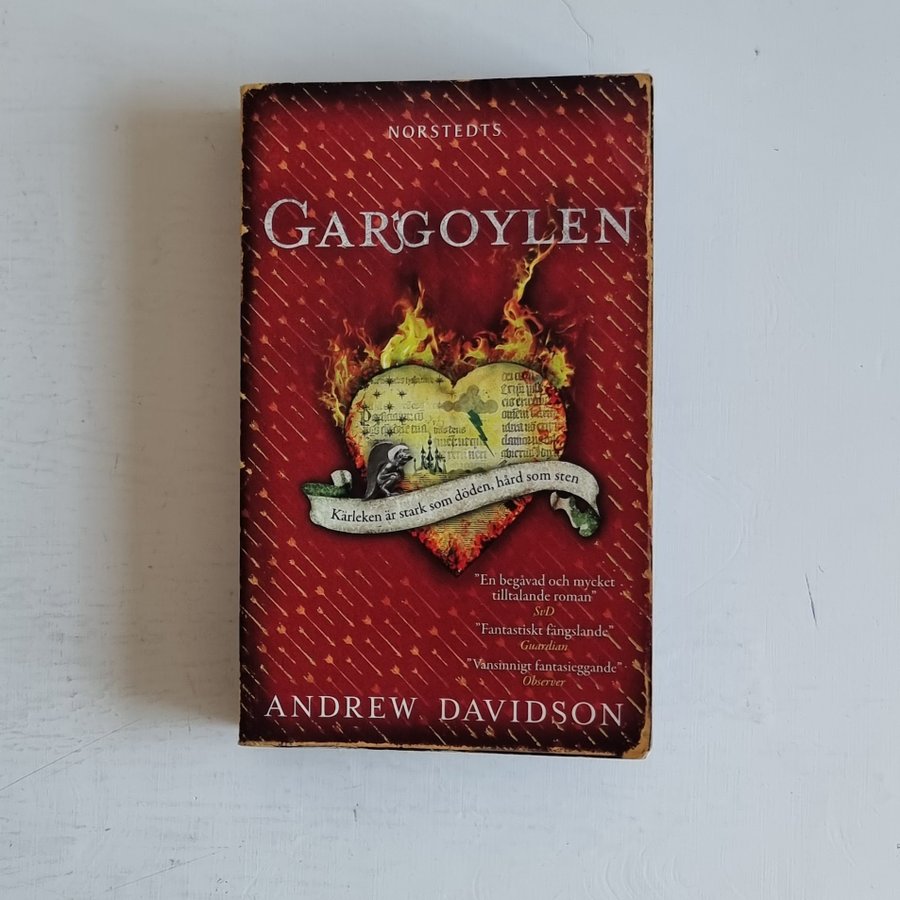 NORSTEDTS
GARGOYLEN
Kärleken är stark som döden, hård som sten
"En begåvad och mycket
tilltalande roman"
SvD
"Fantastiskt fängslande"
Guardian
"Vansinnigt fantasieggande"
Observer
ANDREW DAVIDSON